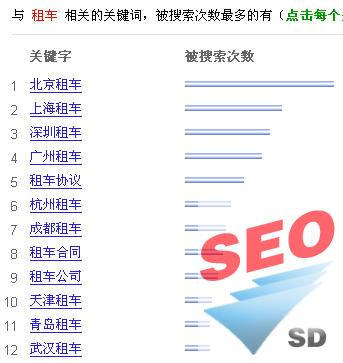 与 租车 相关的关键词，被搜索次数最多的有（点击每个
关键字 被搜索次数
1 北京租车
2 上海租车
3 深圳租车
4 广州租车
5 租车协议
6 杭州租车
7 成都租车
8 租车合同
9 租车公司
10 天津租车
11 青岛租车
12 武汉租车
SEO
SD